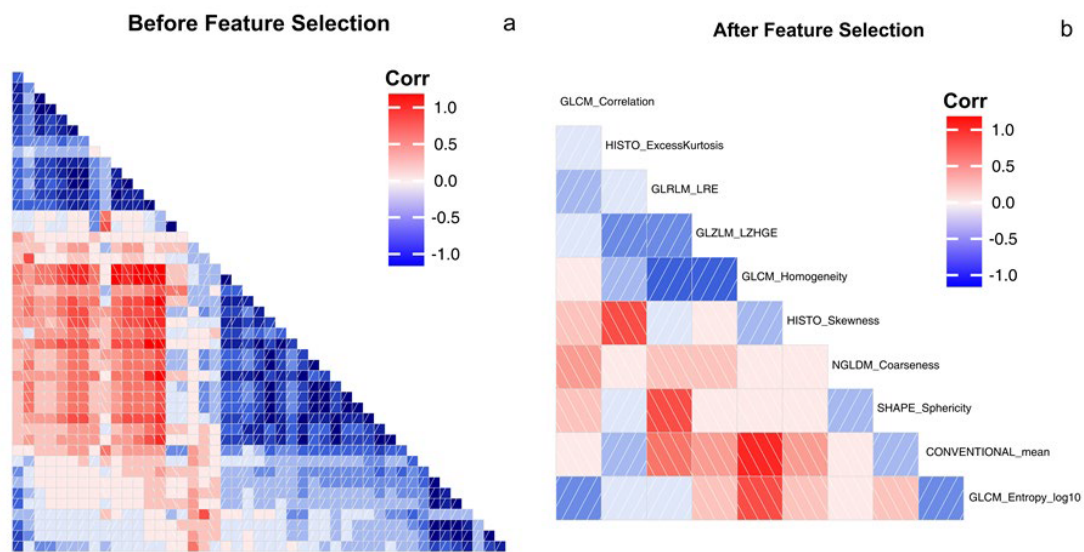 Before Feature Selection
a
Corr
1.0
0.5
0.0
-0.5
-1.0
After Feature Selection
b
Corr
1.0
0.5
0.0
-0.5
-1.0
GLCM_Correlation
HISTO_ExcessKurtosis
GLRLM_LRE
GLZLM_LZHGE
GLCM_Homogeneity
HISTO_Skewness
NGLDM_Coarseness
SHAPE_Sphericity
CONVENTIONAL_mean
GLCM_Entropy_log10